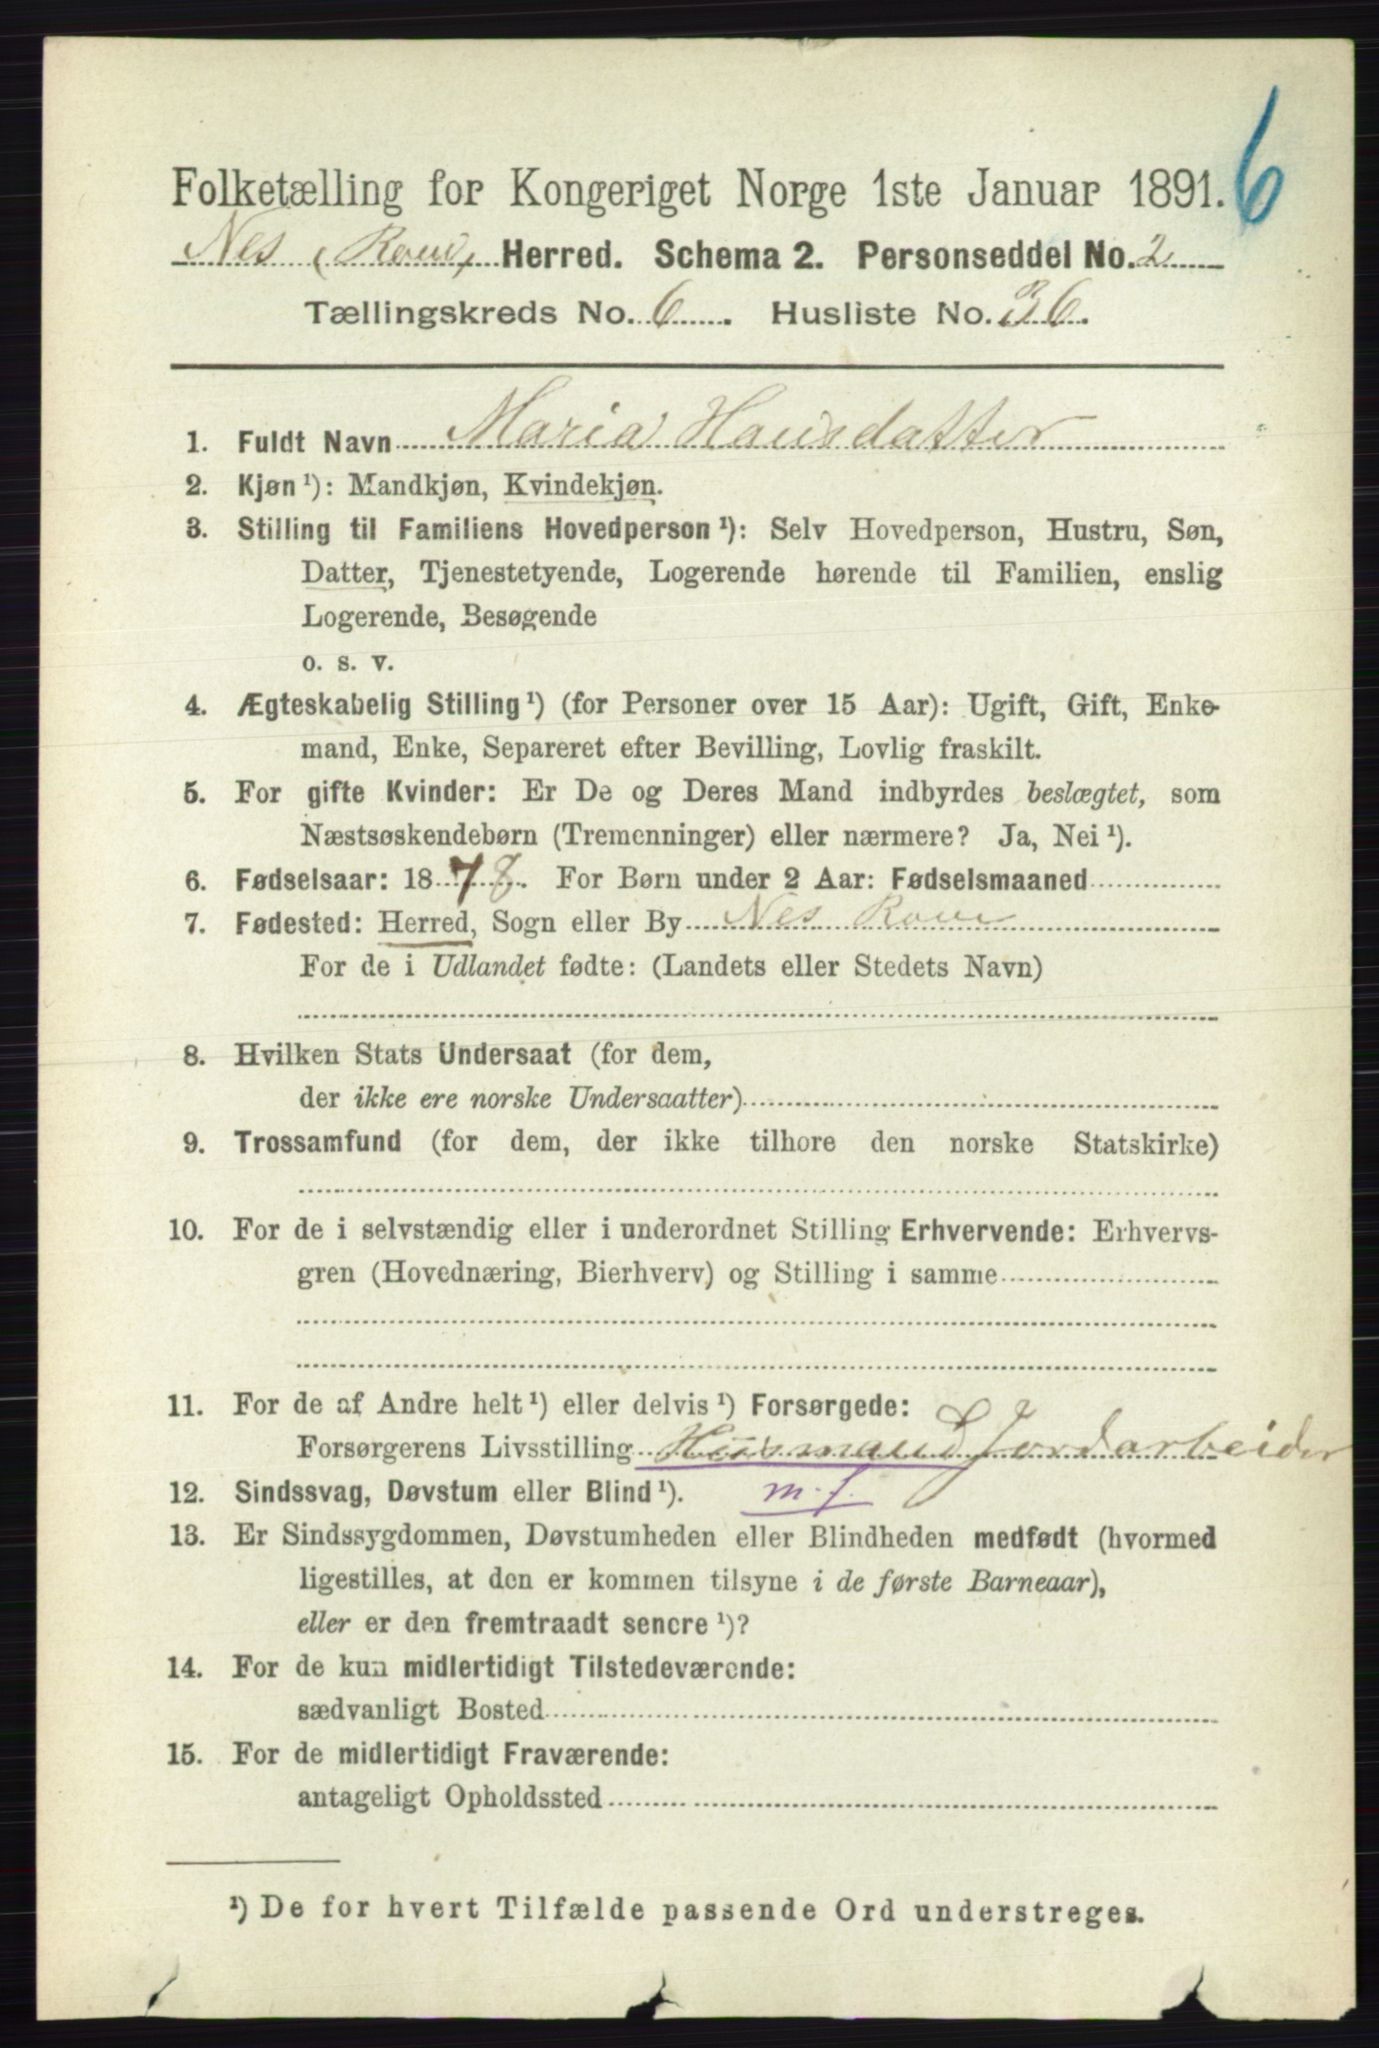 6
Folketælling for Kongeriget Norge 1ste Januar 1891.
Nes (Rom) Herred. Schema 2. Personseddel No. 2
Tællingskreds No. 6. Husliste No. 36.
1. Fuldt Navn Maria Hansdatter
2. Kjøn ¹): Mandkjøn, Kvindekjøn.
3. Stilling til Familiens Hovedperson ¹): Selv Hovedperson, Hustru, Søn,
Datter, Tjenestetyende, Logerende hørende til Familien, enslig
Logerende, Besøgende
o. s. v.
4. Ægteskabelig Stilling ¹) (for Personer over 15 Aar): Ugift, Gift, Enke-
mand, Enke, Separeret efter Bevilling, Lovlig fraskilt.
5. For gifte Kvinder: Er De og Deres Mand indbyrdes beslægtet, som
Næstsøskendebørn (Tremenninger) eller nærmere? Ja, Nei ¹).
6. Fødselsaar: 1878. For Børn under 2 Aar: Fødselsmaaned
7. Fødested: Herred, Sogn eller By Nes Rom
For de i Udlandet fødte: (Landets eller Stedets Navn)
8. Hvilken Stats Undersaat (for dem,
der ikke ere norske Undersaatter)
9. Trossamfund (for dem, der ikke tilhore den norske Statskirke)
10. For de i selvstændig eller i underordnet Stilling Erhvervende: Erhvervs-
gren (Hovednæring, Bierhverv) og Stilling i samme
11. For de af Andre helt ¹) eller delvis ¹) Forsørgede:
Forsørgerens Livsstilling Husmand Jordarbeider
12. Sindssvag, Døvstum eller Blind ¹). m. j.
13. Er Sindssygdommen, Døvstumheden eller Blindheden medfødt (hvormed
ligestilles, at den er kommen tilsyne i de første Barneaar),
eller er den fremtraadt senere ¹)?
14. For de kun midlertidigt Tilstedeværende:
sædvanligt Bosted
15. For de midlertidigt Fraværende:
antageligt Opholdssted
¹) De for hvert Tilfælde passende Ord understreges.